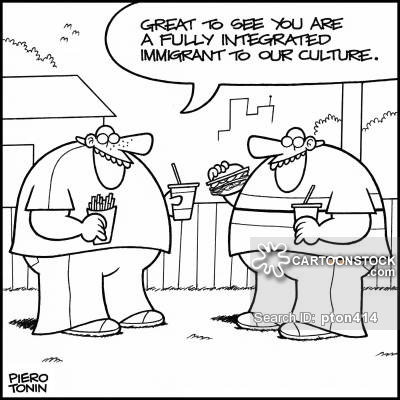 GREAT TO SEE YOU ARE
A FULLY INTEGRATED
IMMIGRANT TO OUR CULTURE.
CARTOONSTOCK
.com
Search ID: pton414
PIERO
TONIN